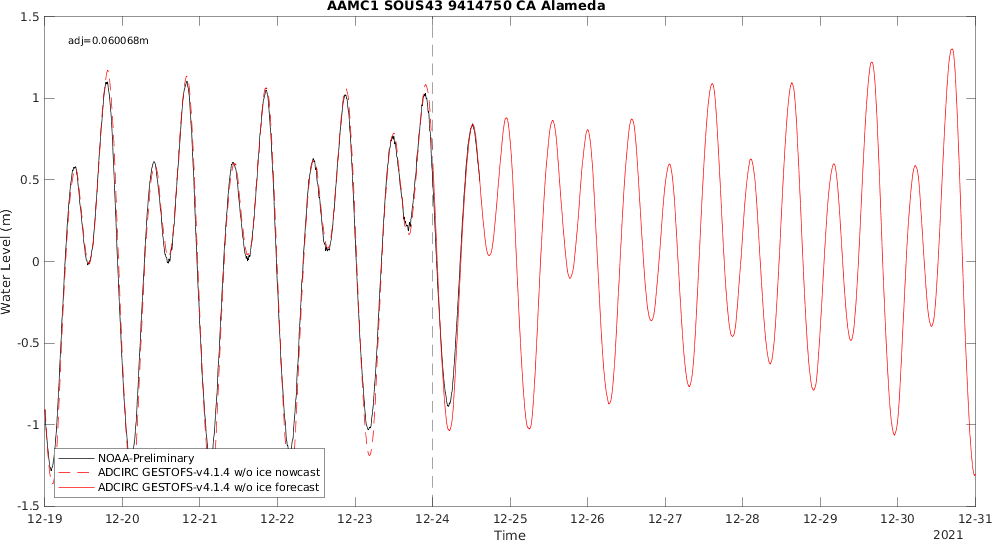 AAMC1 SOUS43 9414750 CA Alameda
adj=0.060068m
1.5
1
0.5
0
-0.5
-1
-1.5
Water Level (m)
NOAA-Preliminary
ADCIRC GESTOFS-v4.1.4 w/o ice nowcast
ADCIRC GESTOFS-v4.1.4 w/o ice forecast
12-19 12-20 12-21 12-22 12-23 12-24 12-25 12-26 12-27 12-28 12-29 12-30 12-31
Time
2021